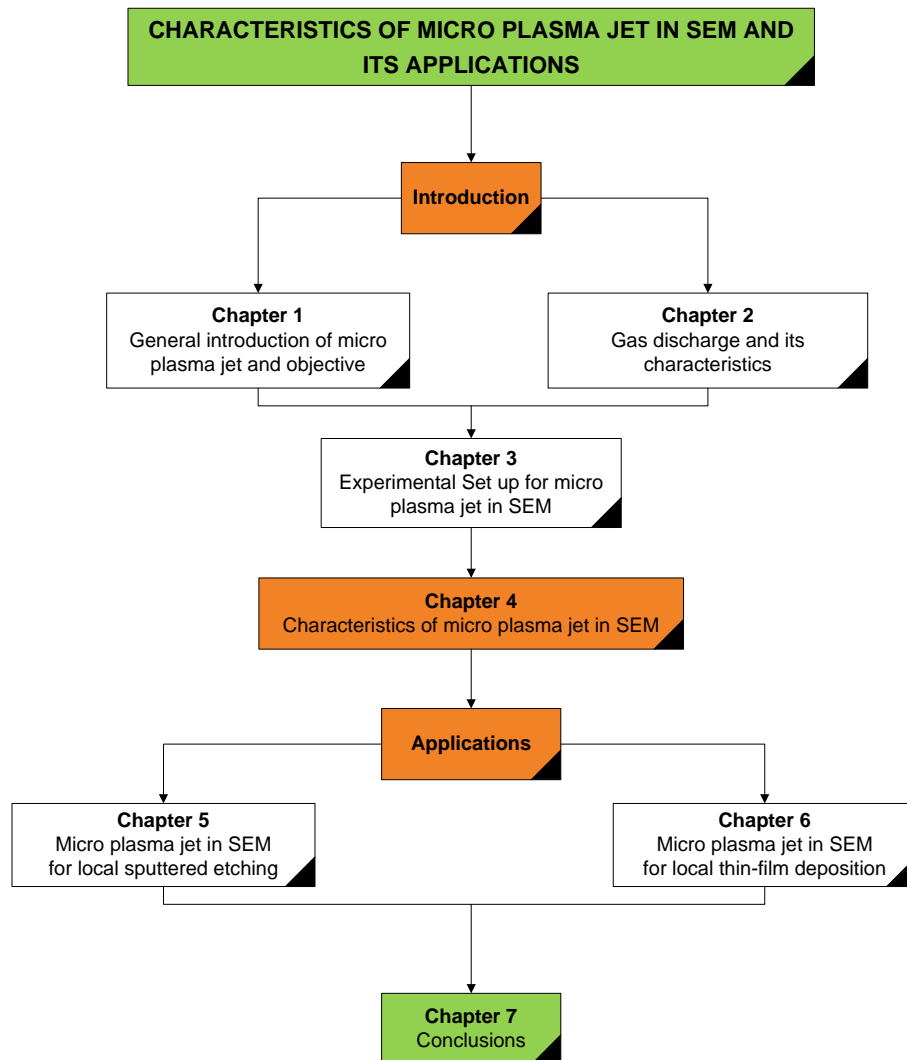 CHARACTERISTICS OF MICRO PLASMA JET IN SEM AND
ITS APPLICATIONS
Introduction
Chapter 1
General introduction of micro
plasma jet and objective
Chapter 2
Gas discharge and its
characteristics
Chapter 3
Experimental Set up for micro
plasma jet in SEM
Chapter 4
Characteristics of micro plasma jet in SEM
Applications
Chapter 5
Micro plasma jet in SEM
for local sputtered etching
Chapter 6
Micro plasma jet in SEM
for local thin-film deposition
Chapter 7
Conclusions